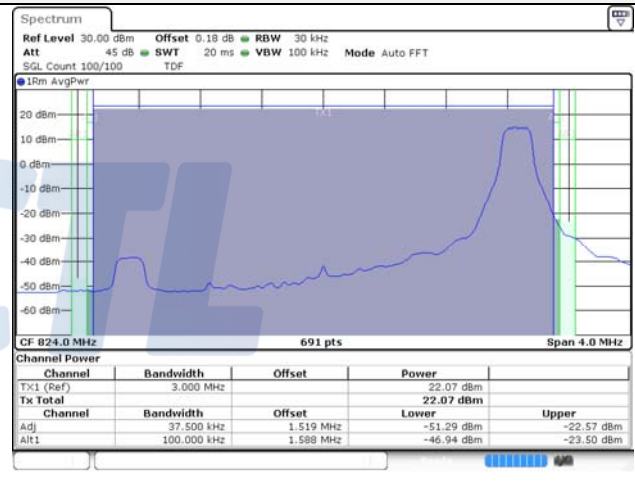 Spectrum
Ref Level 30.00 dBm Offset 0.18 dB RBW 30 kHz
Att 45 dB SWT 20 ms VBW 100 kHz Mode Auto FFT
SGL Count 100/100 TDF
1Rm AvgPwr
TX1
20 dBm
10 dBm
0 dBm
-10 dBm
-20 dBm
-30 dBm
-40 dBm
-50 dBm
-60 dBm
CF 824.0 MHz 691 pts Span 4.0 MHz
Channel Power
Channel Bandwidth Offset Power
TX1 (Ref) 3.000 MHz 22.07 dBm
Tx Total 22.07 dBm
Channel Bandwidth Offset Lower Upper
Adj 37.500 kHz 1.519 MHz -51.29 dBm -22.57 dBm
Alt1 100.000 kHz 1.588 MHz -46.94 dBm -23.50 dBm